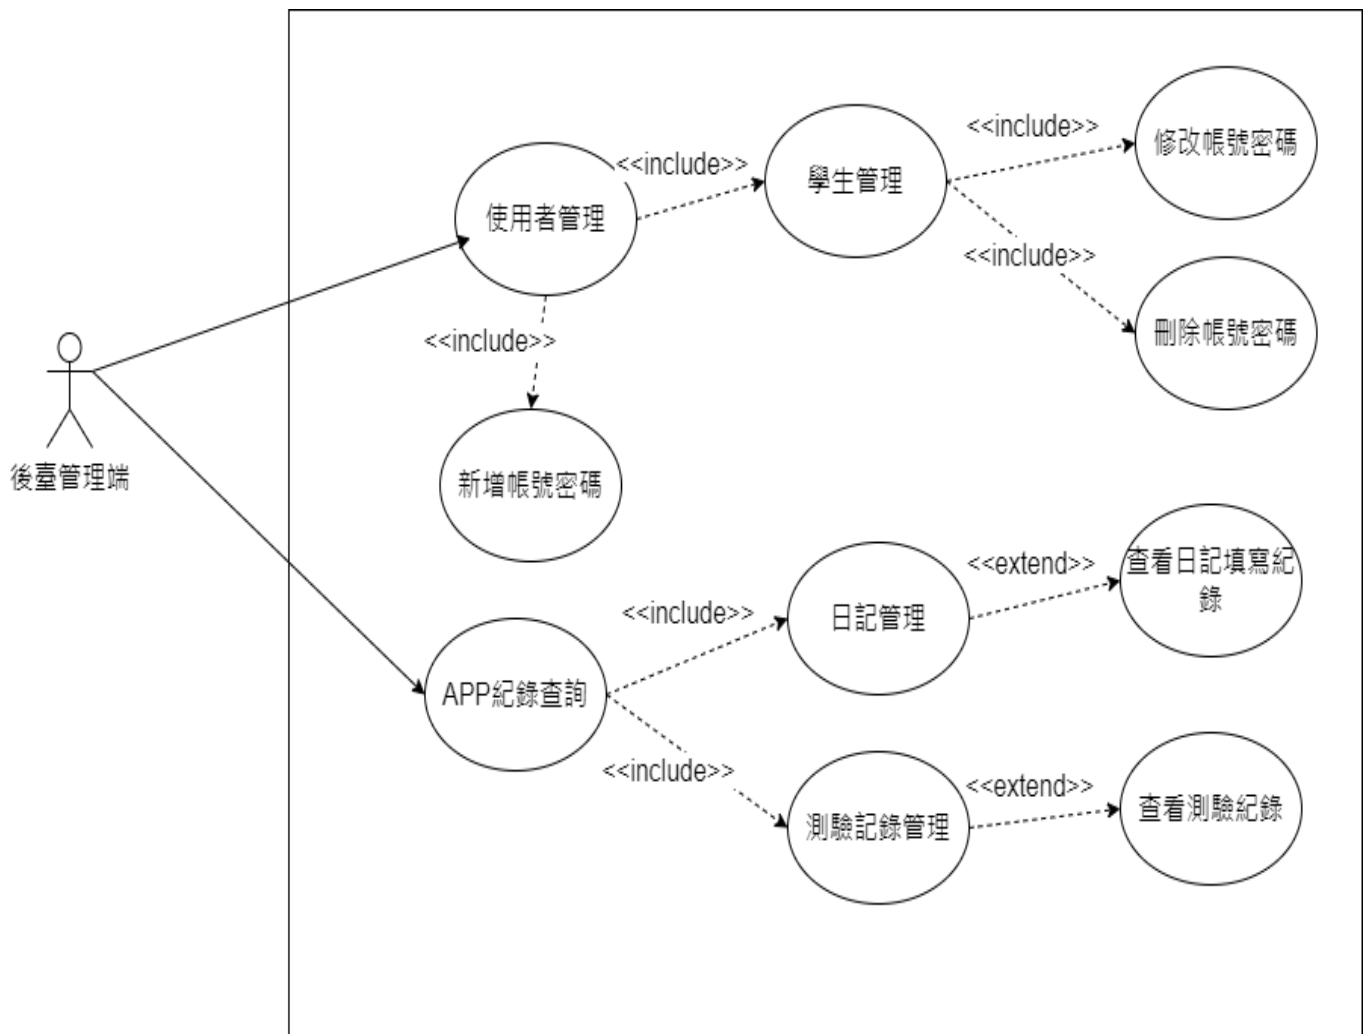 <<include>>
修改帳號密碼
<<include>>
學生管理
使用者管理
<<include>>
刪除帳號密碼
<<include>>
後臺管理端
新增帳號密碼
<<extend>>
查看日記填寫紀
錄
<<include>>
日記管理
APP紀錄查詢
<<include>>
<<extend>>
查看測驗紀錄
測驗記錄管理